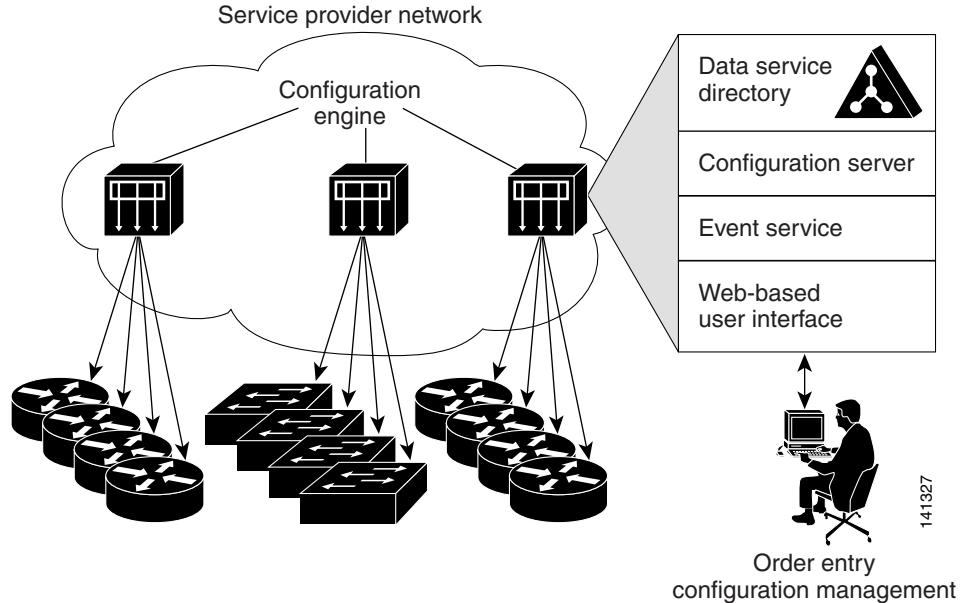 Service provider network
Configuration
engine
Data service
directory
Configuration server
Event service
Web-based
user interface
141327
Order entry
configuration management